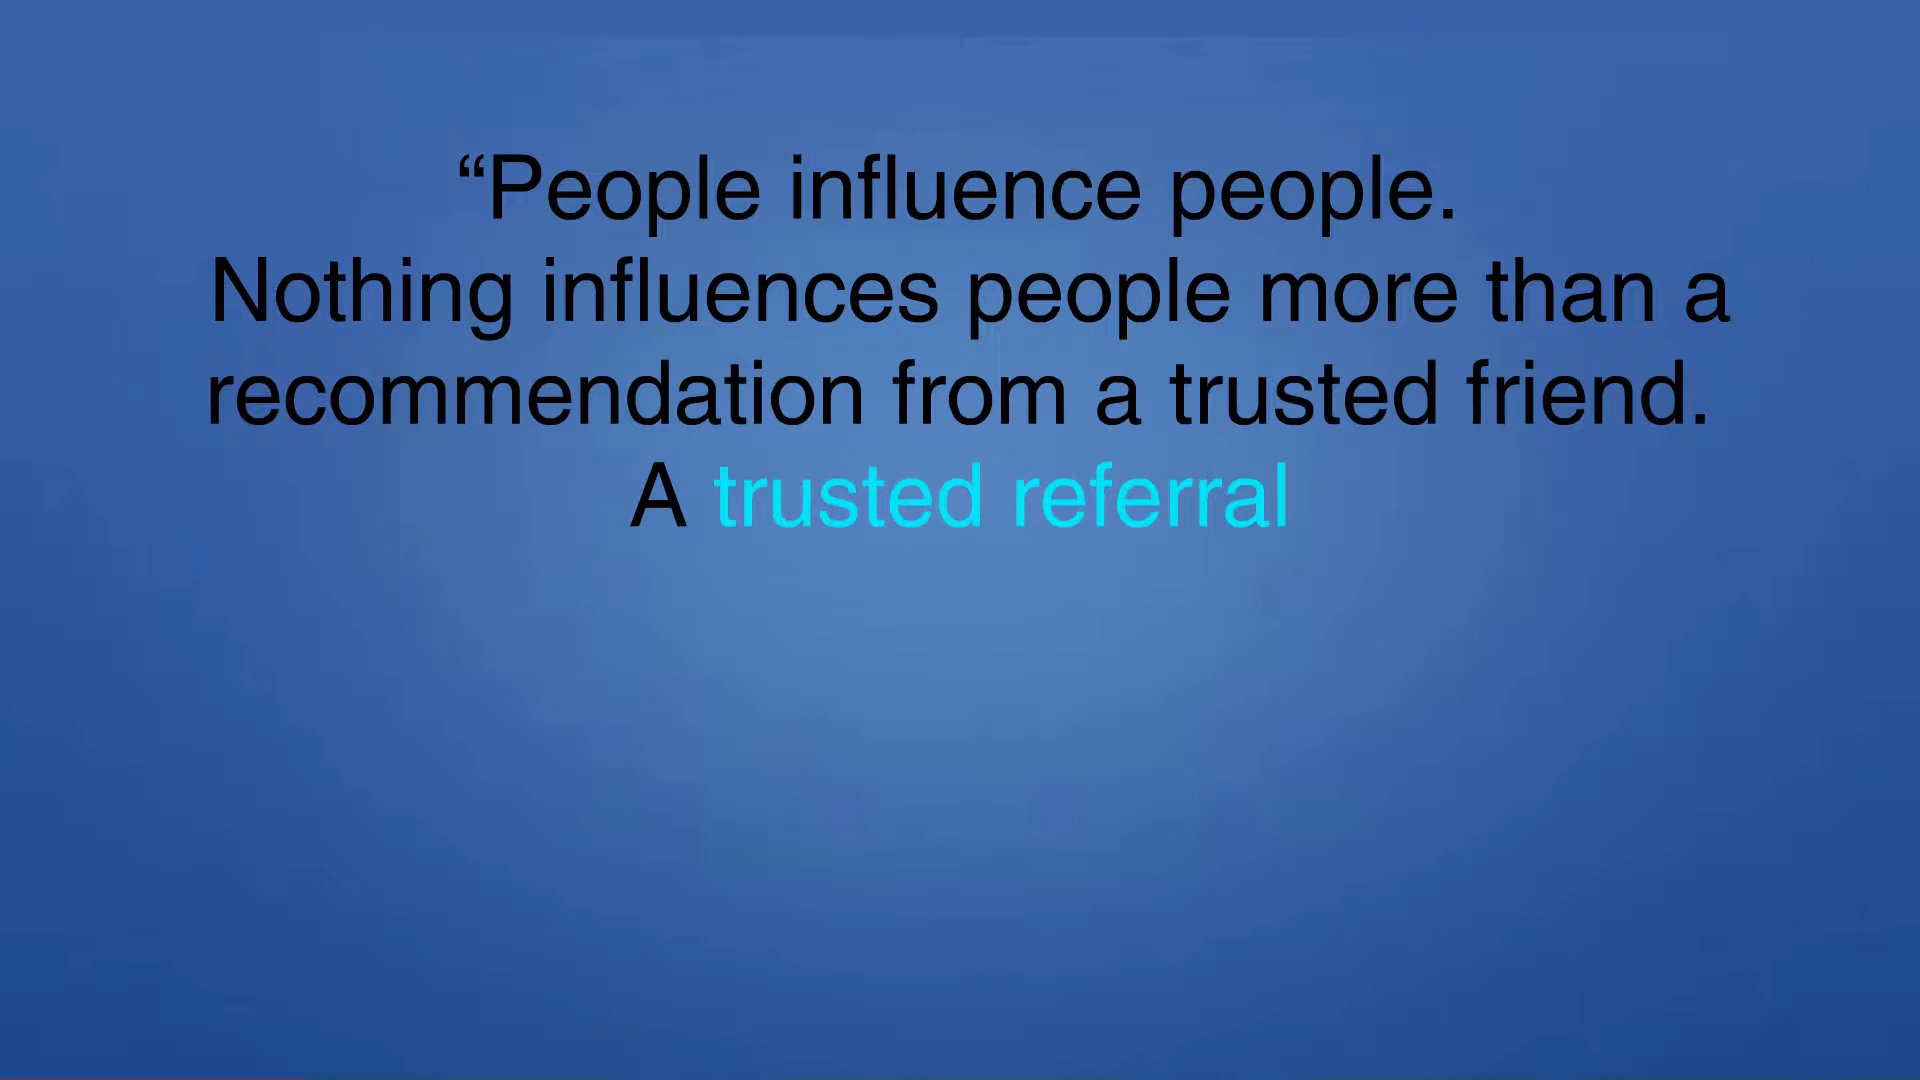 “People influence people.
Nothing influences people more than a
recommendation from a trusted friend.
A trusted referral